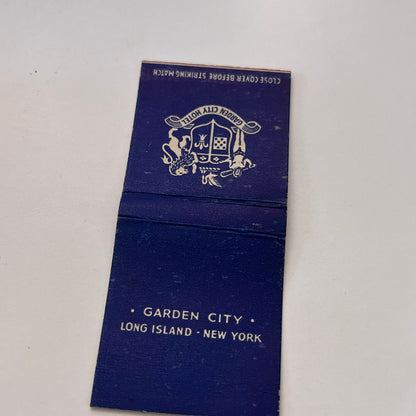 CLOSE COVER BEFORE STRIKING MATCH
GARDEN CITY HOTEL
• GARDEN CITY •
LONG ISLAND - NEW YORK